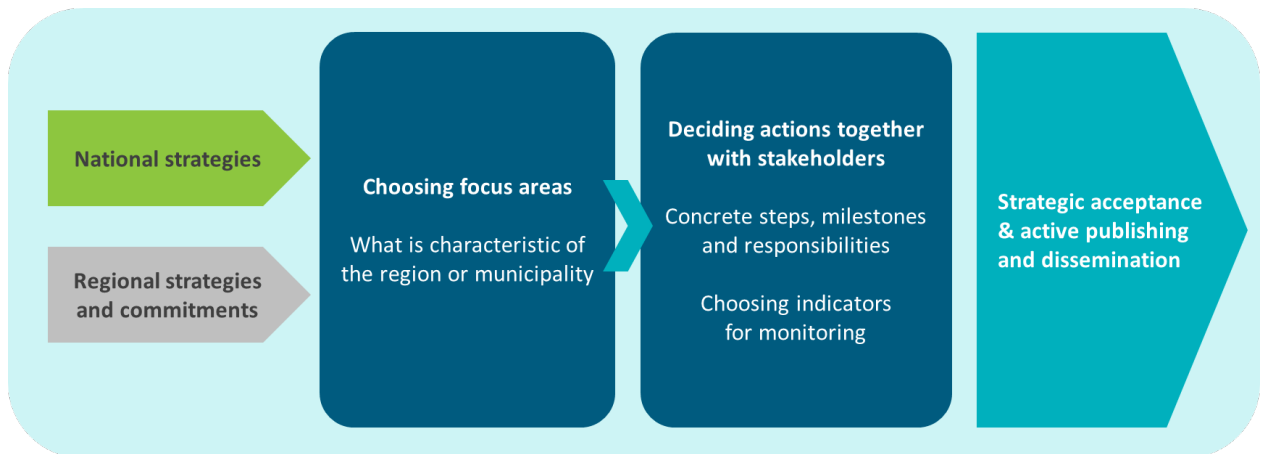 National strategies
Regional strategies
and commitments
Choosing focus areas
What is characteristic of
the region or municipality
Deciding actions together
with stakeholders
Concrete steps, milestones
and responsibilities
Choosing indicators
for monitoring
Strategic acceptance
& active publishing
and dissemination